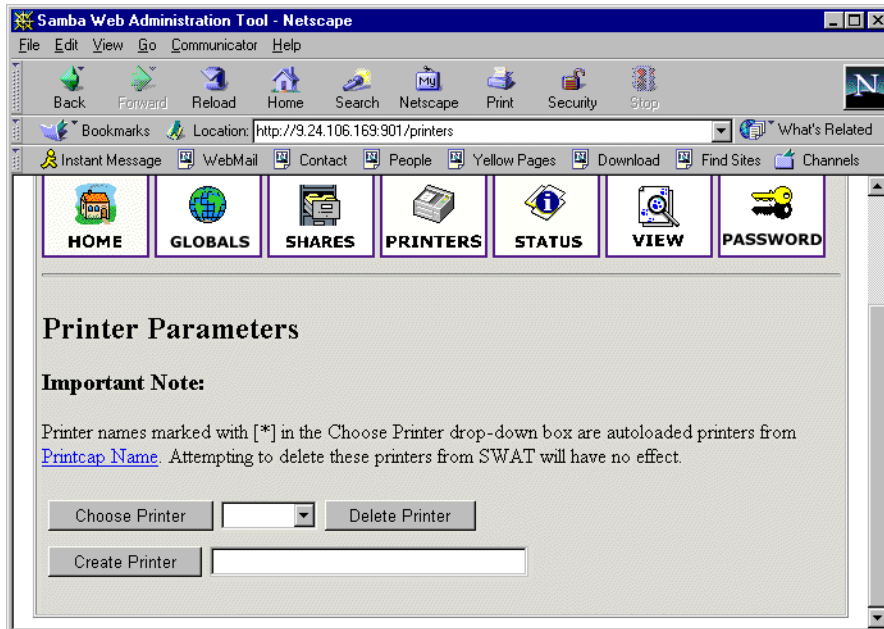 Samba Web Administration Tool - Netscape
File Edit View Go Communicator Help
Back Forward Reload Home Search Netscape Print Security Stop
My
N
Bookmarks Location: http://9.24.106.169:901/printers What's Related
Instant Message WebMail Contact People Yellow Pages Download Find Sites Channels
HOME GLOBALS SHARES PRINTERS STATUS VIEW PASSWORD
Printer Parameters
Important Note:
Printer names marked with [*] in the Choose Printer drop-down box are autoloaded printers from
Printcap Name. Attempting to delete these printers from SWAT will have no effect.
Choose Printer Delete Printer
Create Printer